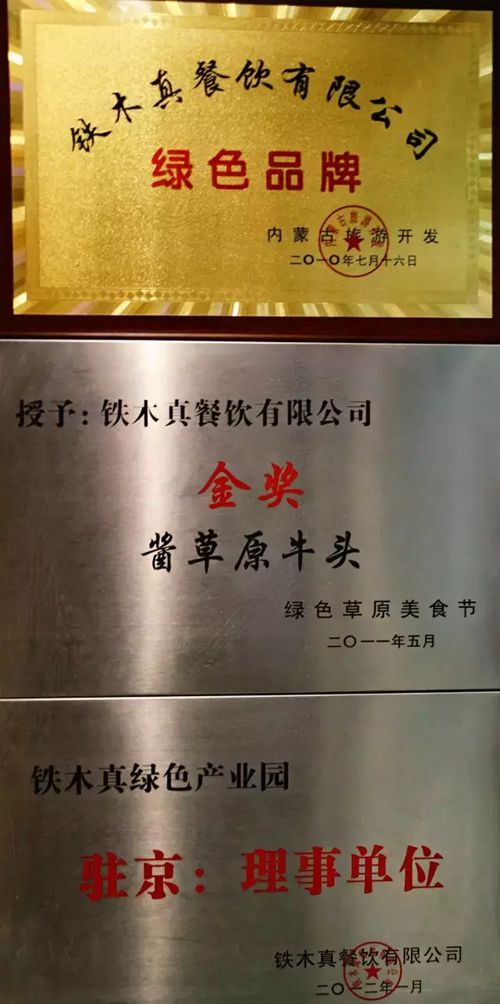 铁木真餐饮有限公司
绿色品牌
内蒙古旅游开发
二〇一〇年七月十六日
授予：铁木真餐饮有限公司
金奖
酱草原牛头
绿色草原美食节
二〇一一年五月
铁木真绿色产业园
驻京：理事单位
铁木真餐饮有限公司
二〇一二年一月